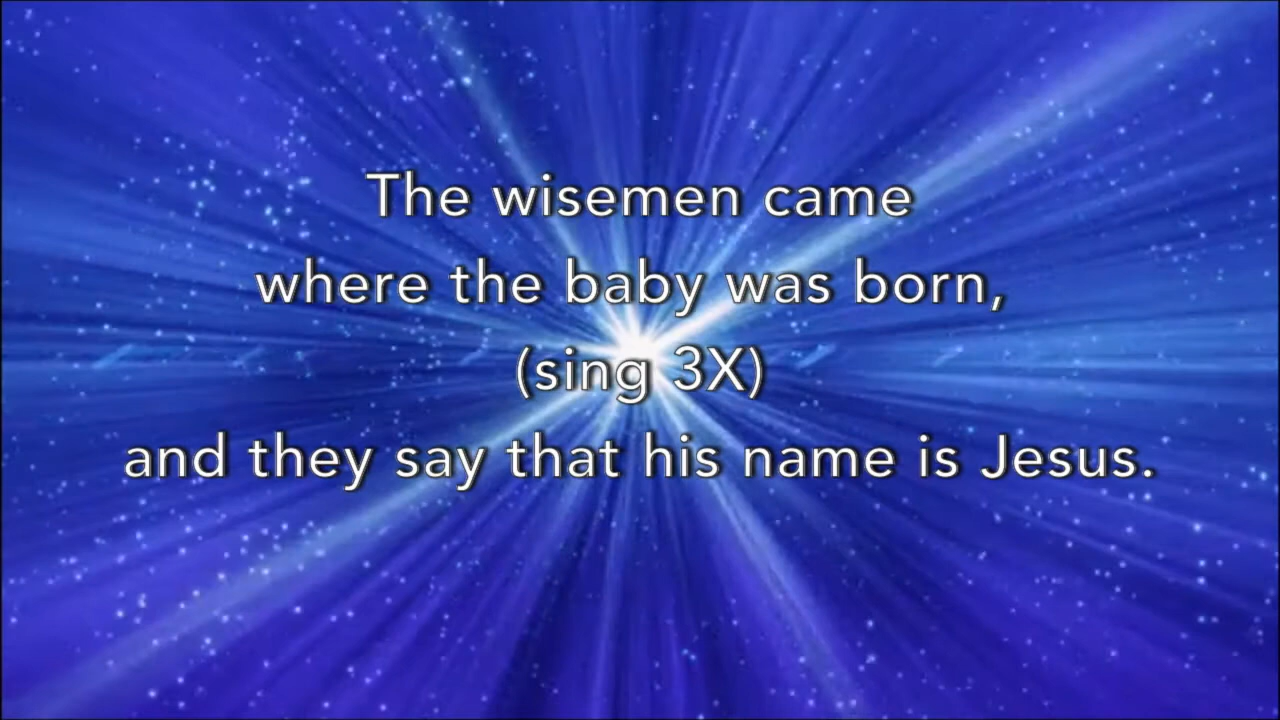 The wisemen came
where the baby was born,
(sing 3X)
and they say that his name is Jesus.